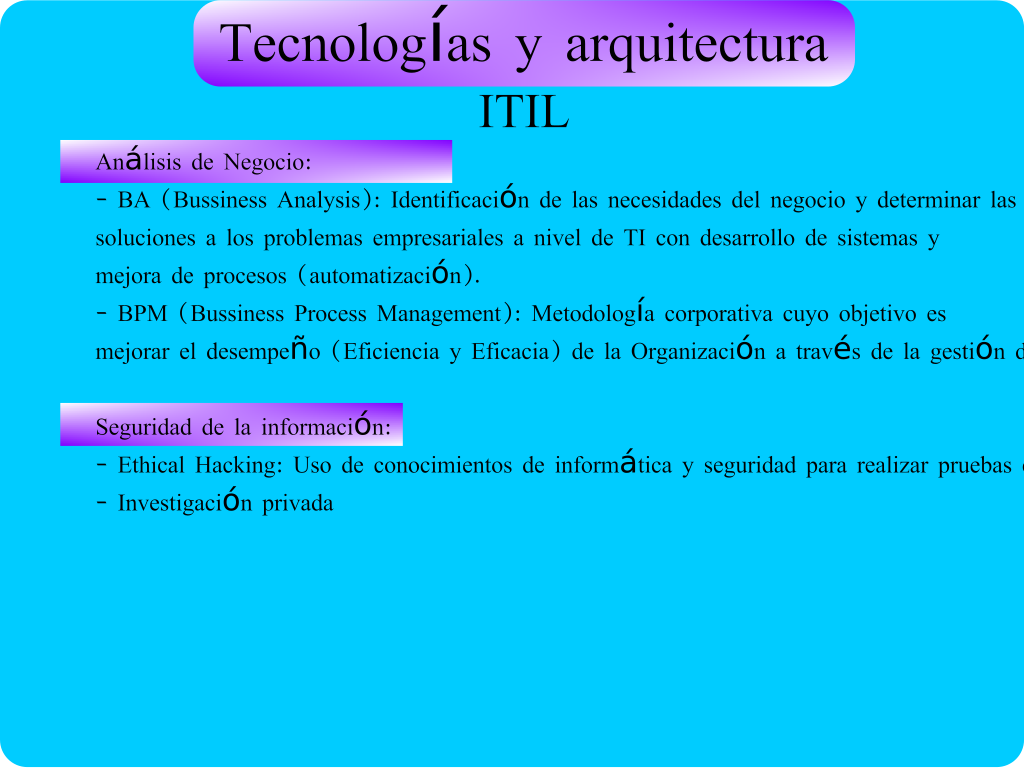 Tecnologías y arquitectura
ITIL
Análisis de Negocio:
- BA (Bussiness Analysis): Identificación de las necesidades del negocio y determinar las
soluciones a los problemas empresariales a nivel de TI con desarrollo de sistemas y
mejora de procesos (automatización).
- BPM (Bussiness Process Management): Metodología corporativa cuyo objetivo es
mejorar el desempeño (Eficiencia y Eficacia) de la Organización a través de la gestión
Seguridad de la información:
- Ethical Hacking: Uso de conocimientos de informática y seguridad para realizar pruebas
- Investigación privada